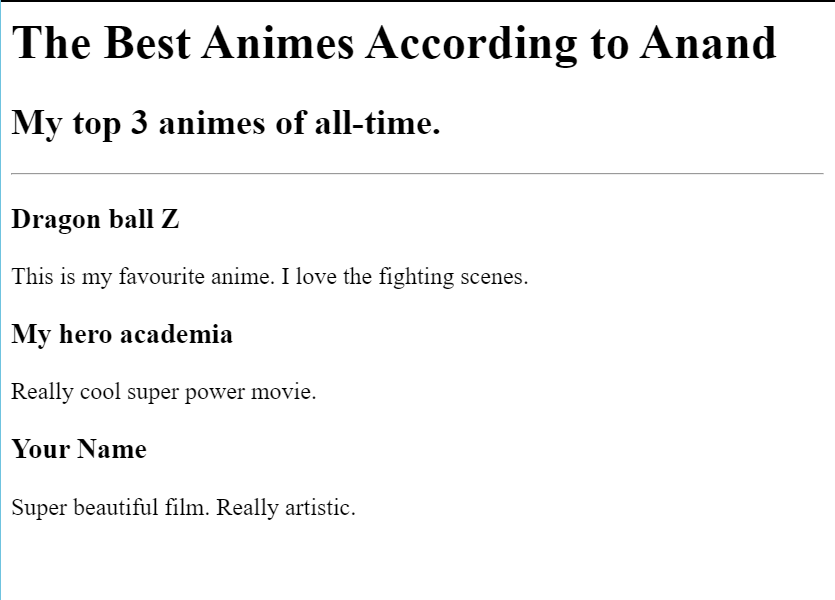 The Best Animes According to Anand
My top 3 animes of all-time.
Dragon ball Z
This is my favourite anime. I love the fighting scenes.
My hero academia
Really cool super power movie.
Your Name
Super beautiful film. Really artistic.